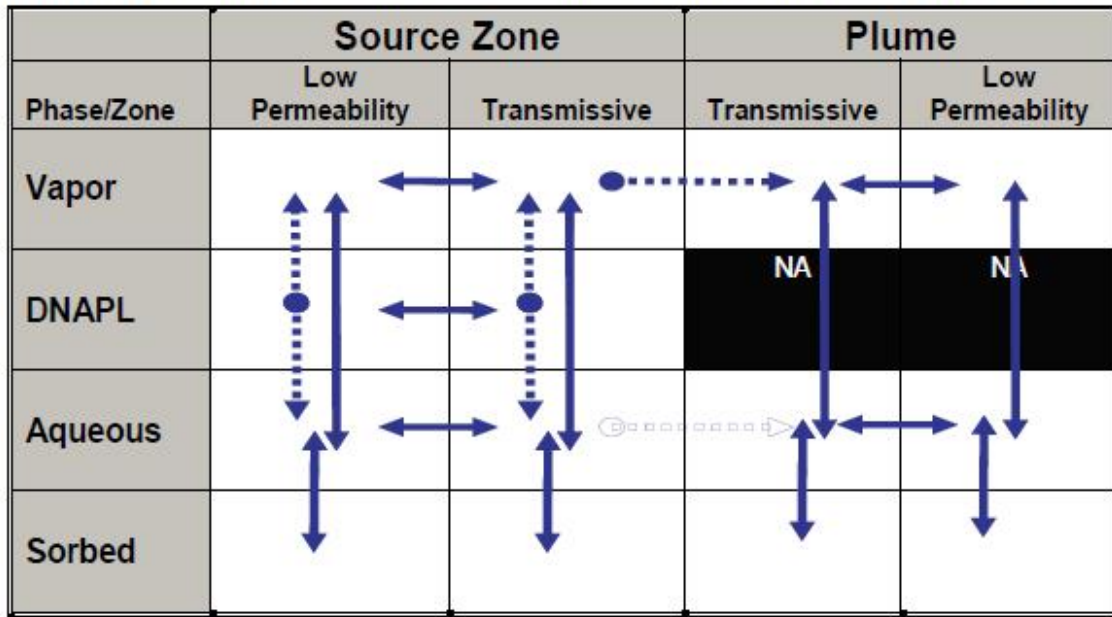 Source Zone Plume
Phase/Zone Low Permeability Transmissive Transmissive Low Permeability
Vapor
DNAPL NA NA
Aqueous
Sorbed